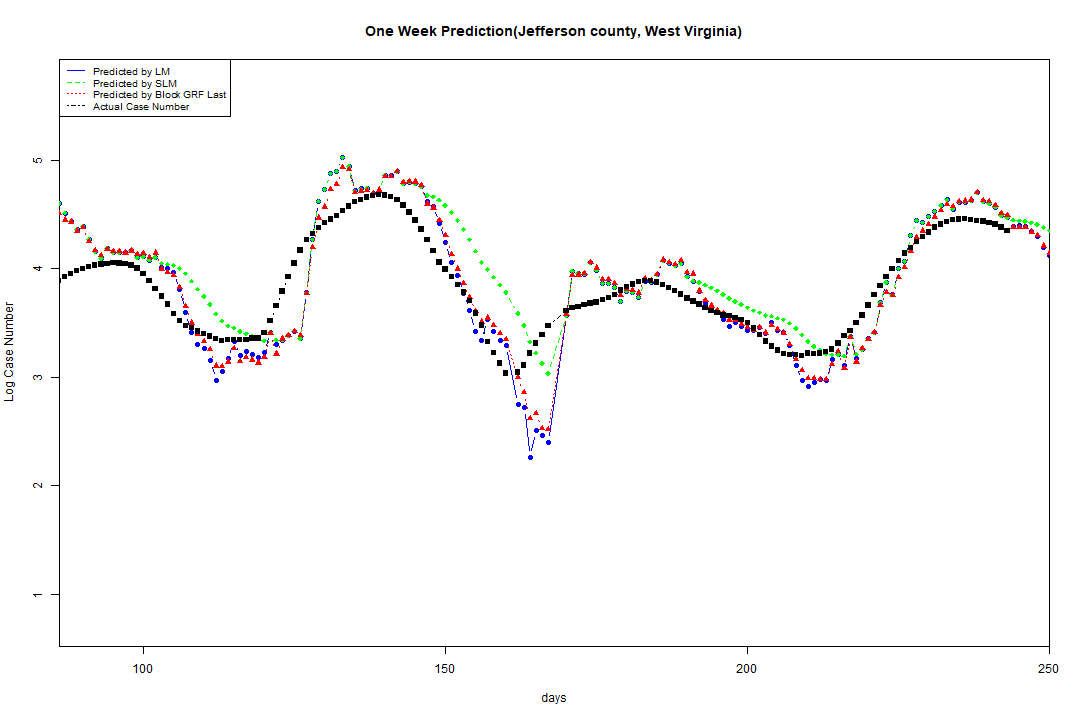 One Week Prediction(Jefferson county, West Virginia)
Predicted by LM
Predicted by SLM
Predicted by Block GRF Last
Actual Case Number
5
4
3
2
1
Log Case Number
100
150
200
250
days